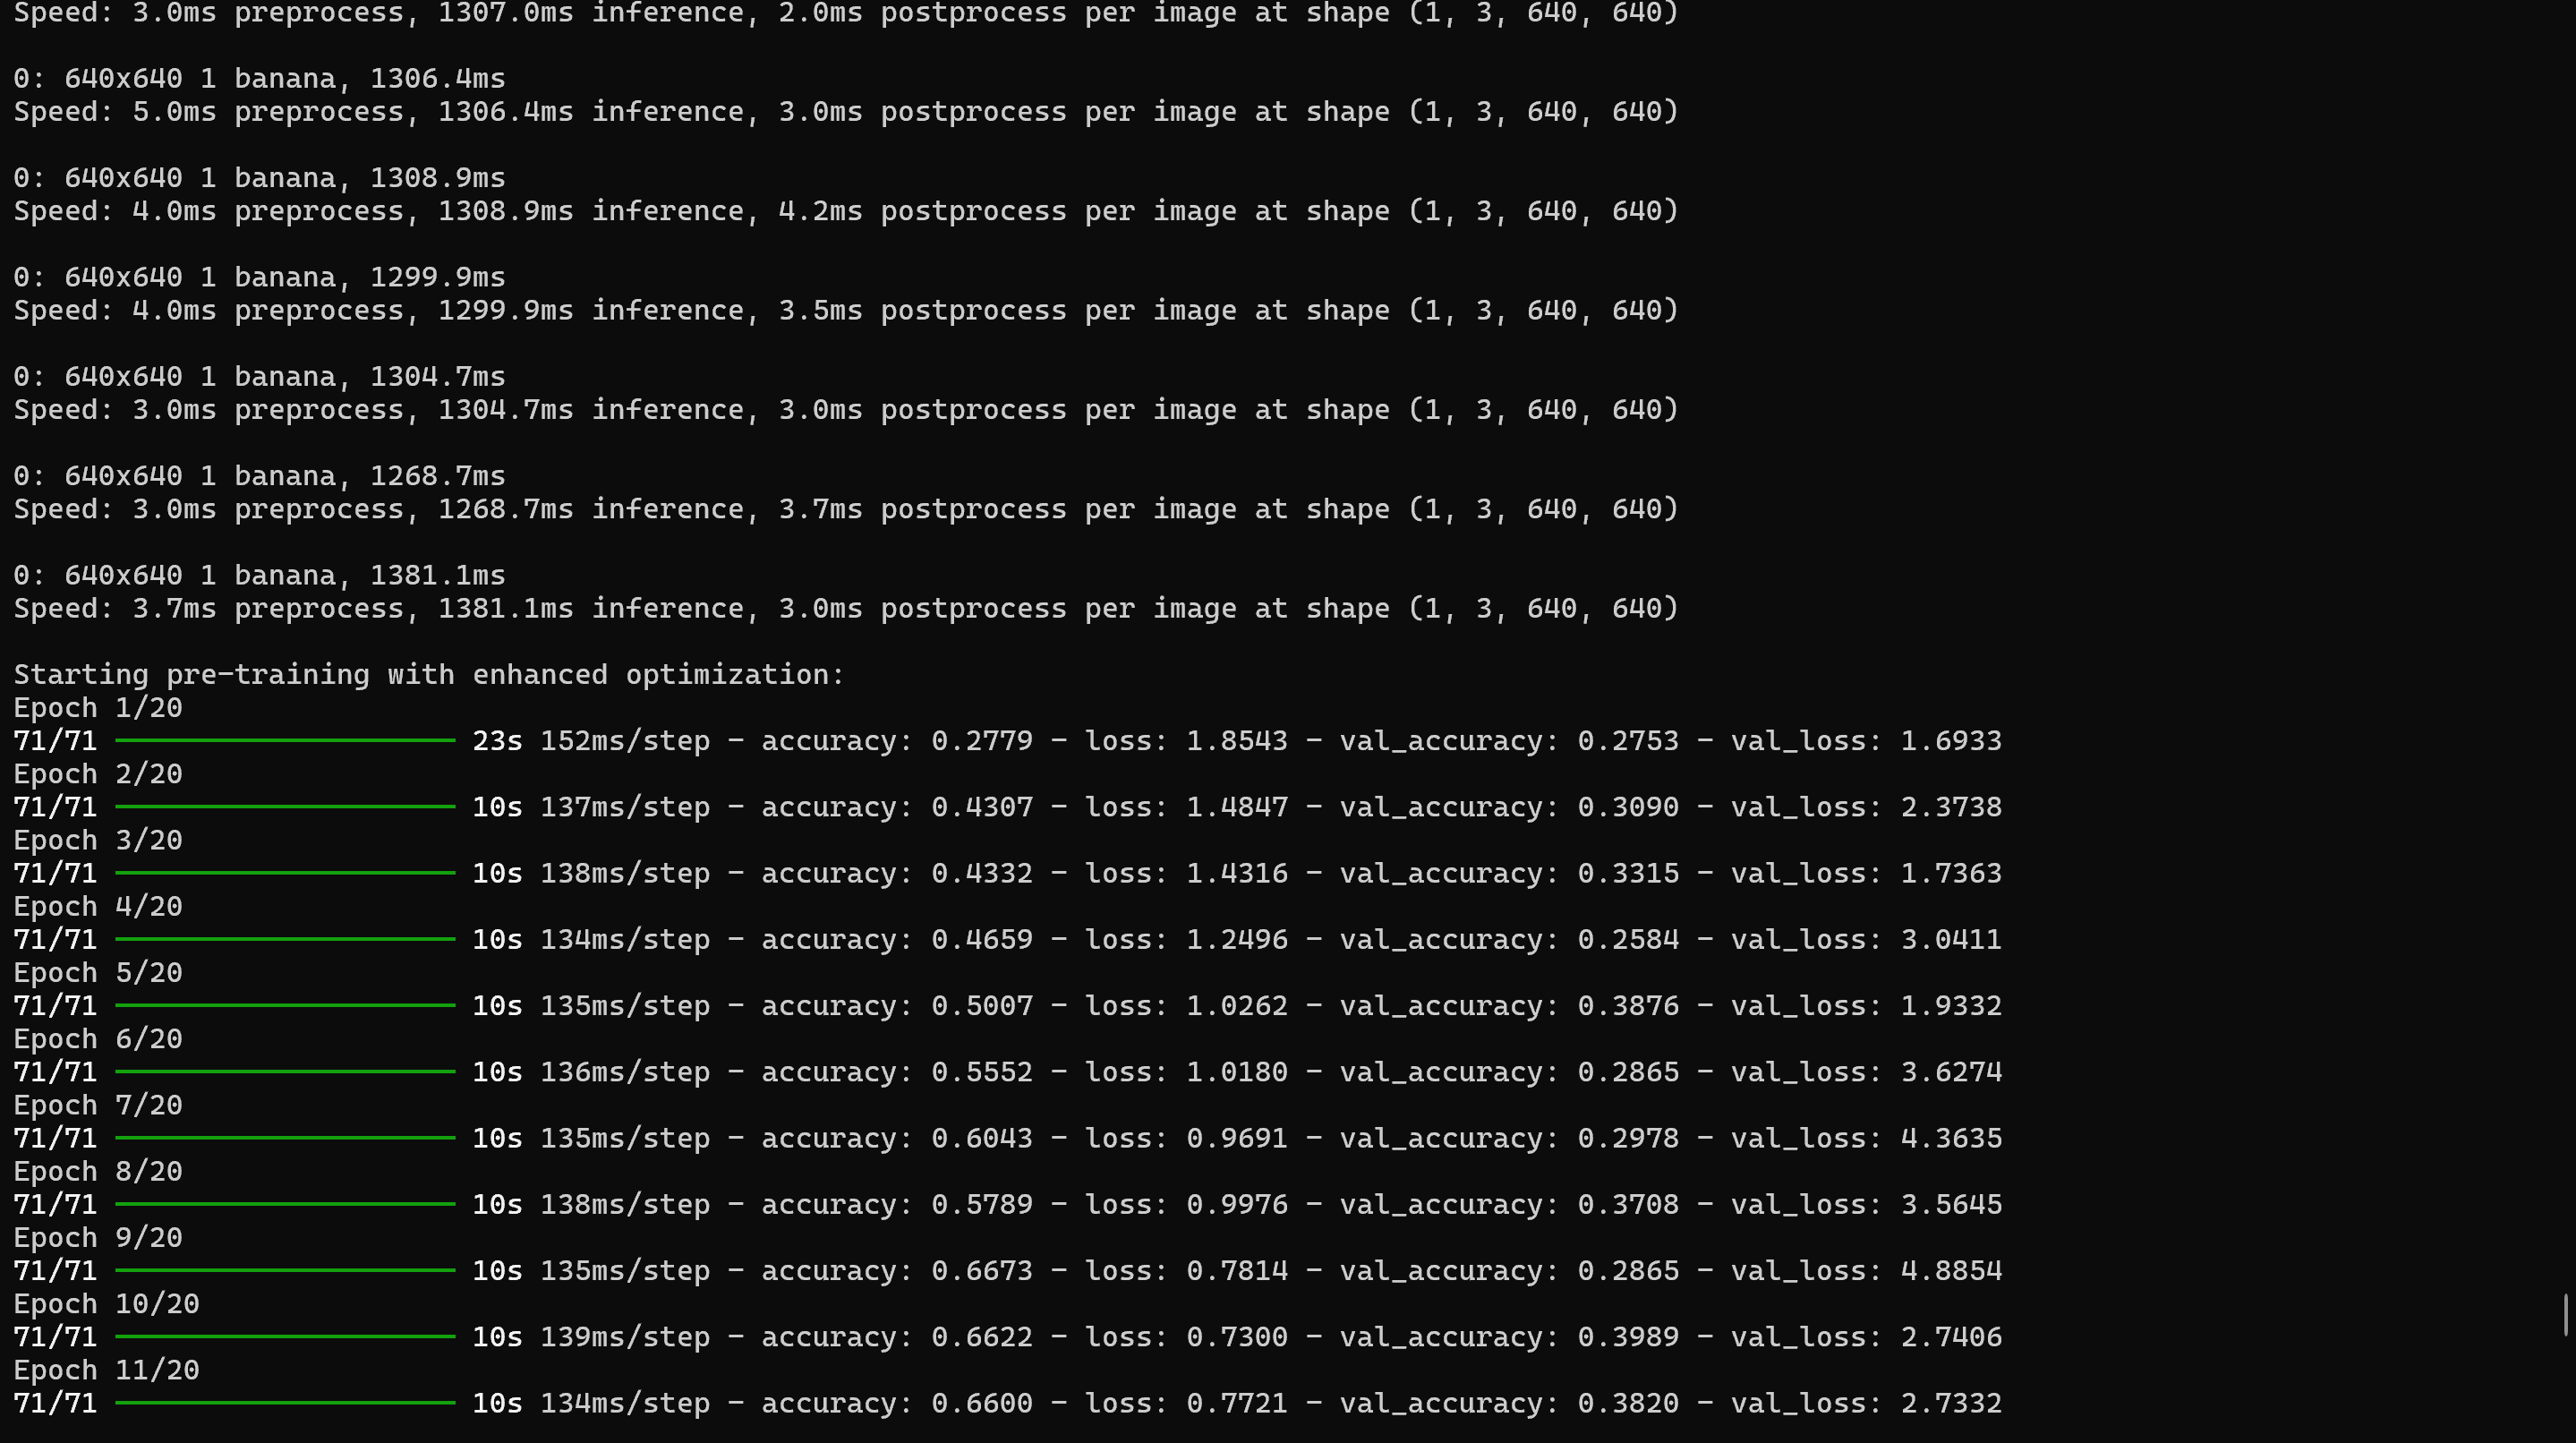 Speed: 3.0ms preprocess, 1307.0ms inference, 2.0ms postprocess per image at shape (1, 3, 640, 640)
0: 640x640 1 banana, 1306.4ms
Speed: 5.0ms preprocess, 1306.4ms inference, 3.0ms postprocess per image at shape (1, 3, 640, 640)
0: 640x640 1 banana, 1308.9ms
Speed: 4.0ms preprocess, 1308.9ms inference, 4.2ms postprocess per image at shape (1, 3, 640, 640)
0: 640x640 1 banana, 1299.9ms
Speed: 4.0ms preprocess, 1299.9ms inference, 3.5ms postprocess per image at shape (1, 3, 640, 640)
0: 640x640 1 banana, 1304.7ms
Speed: 3.0ms preprocess, 1304.7ms inference, 3.0ms postprocess per image at shape (1, 3, 640, 640)
0: 640x640 1 banana, 1268.7ms
Speed: 3.0ms preprocess, 1268.7ms inference, 3.7ms postprocess per image at shape (1, 3, 640, 640)
0: 640x640 1 banana, 1381.1ms
Speed: 3.7ms preprocess, 1381.1ms inference, 3.0ms postprocess per image at shape (1, 3, 640, 640)
Starting pre-training with enhanced optimization:
Epoch 1/20
71/71 23s 152ms/step - accuracy: 0.2779 - loss: 1.8543 - val_accuracy: 0.2753 - val_loss: 1.6933
Epoch 2/20
71/71 10s 137ms/step - accuracy: 0.4307 - loss: 1.4847 - val_accuracy: 0.3090 - val_loss: 2.3738
Epoch 3/20
71/71 10s 138ms/step - accuracy: 0.4332 - loss: 1.4316 - val_accuracy: 0.3315 - val_loss: 1.7363
Epoch 4/20
71/71 10s 134ms/step - accuracy: 0.4659 - loss: 1.2496 - val_accuracy: 0.2584 - val_loss: 3.0411
Epoch 5/20
71/71 10s 135ms/step - accuracy: 0.5007 - loss: 1.0262 - val_accuracy: 0.3876 - val_loss: 1.9332
Epoch 6/20
71/71 10s 136ms/step - accuracy: 0.5552 - loss: 1.0180 - val_accuracy: 0.2865 - val_loss: 3.6274
Epoch 7/20
71/71 10s 135ms/step - accuracy: 0.6043 - loss: 0.9691 - val_accuracy: 0.2978 - val_loss: 4.3635
Epoch 8/20
71/71 10s 138ms/step - accuracy: 0.5789 - loss: 0.9976 - val_accuracy: 0.3708 - val_loss: 3.5645
Epoch 9/20
71/71 10s 135ms/step - accuracy: 0.6673 - loss: 0.7814 - val_accuracy: 0.2865 - val_loss: 4.8854
Epoch 10/20
71/71 10s 139ms/step - accuracy: 0.6622 - loss: 0.7300 - val_accuracy: 0.3989 - val_loss: 2.7406
Epoch 11/20
71/71 10s 134ms/step - accuracy: 0.6600 - loss: 0.7721 - val_accuracy: 0.3820 - val_loss: 2.7332